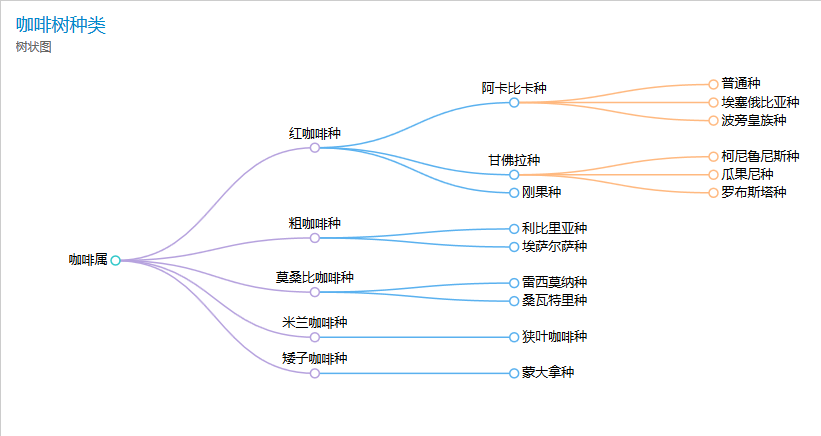 咖啡树种类
树状图
咖啡属
红咖啡种
阿卡比卡种
普通种
埃塞俄比亚种
波旁皇族种
甘佛拉种
柯尼鲁尼斯种
瓜果尼种
罗布斯塔种
刚果种
粗咖啡种
利比里亚种
埃萨尔萨种
莫桑比咖啡种
雷西莫纳种
桑瓦特里种
米兰咖啡种
狭叶咖啡种
矮子咖啡种
蒙大拿种